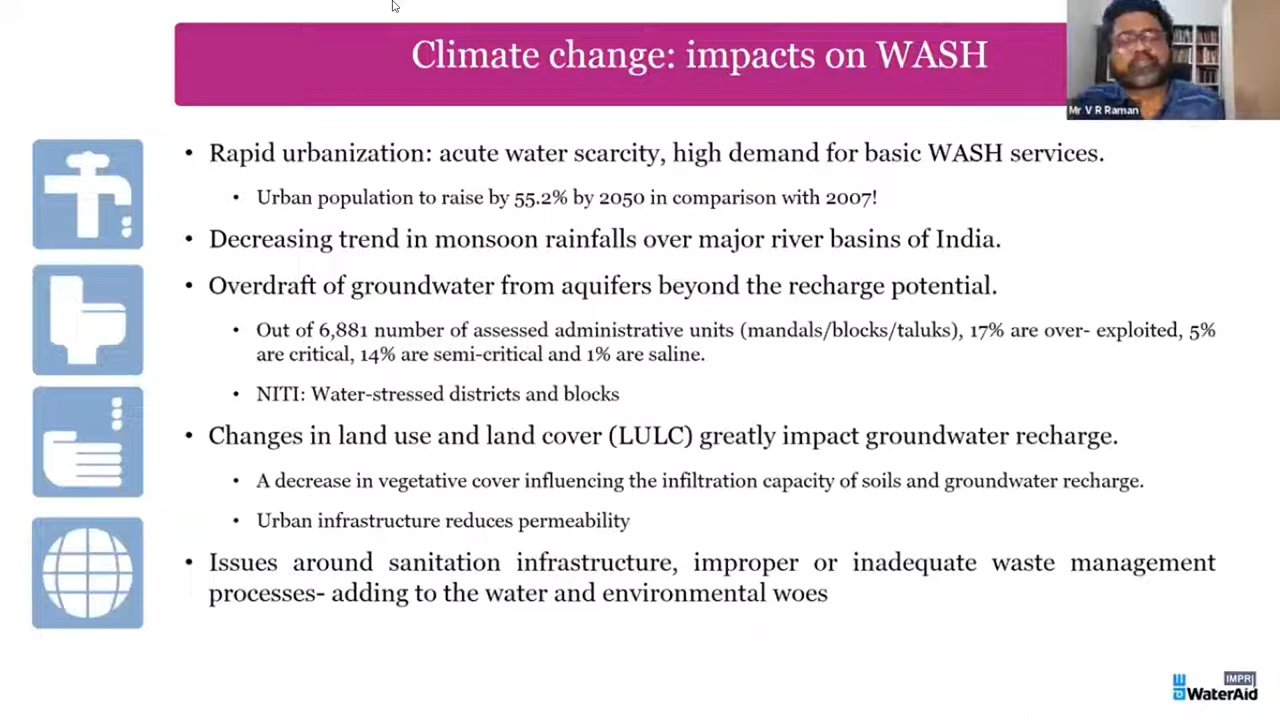 Climate change: impacts on WASH
Mr V R Raman
• Rapid urbanization: acute water scarcity, high demand for basic WASH services.
• Urban population to raise by 55.2% by 2050 in comparison with 2007!
• Decreasing trend in monsoon rainfalls over major river basins of India.
• Overdraft of groundwater from aquifers beyond the recharge potential.
• Out of 6,881 number of assessed administrative units (mandals/blocks/taluks), 17% are over- exploited, 5%
are critical, 14% are semi-critical and 1% are saline.
• NITI: Water-stressed districts and blocks
• Changes in land use and land cover (LULC) greatly impact groundwater recharge.
• A decrease in vegetative cover influencing the infiltration capacity of soils and groundwater recharge.
• Urban infrastructure reduces permeability
• Issues around sanitation infrastructure, improper or inadequate waste management
processes- adding to the water and environmental woes
IMPRI
WaterAid